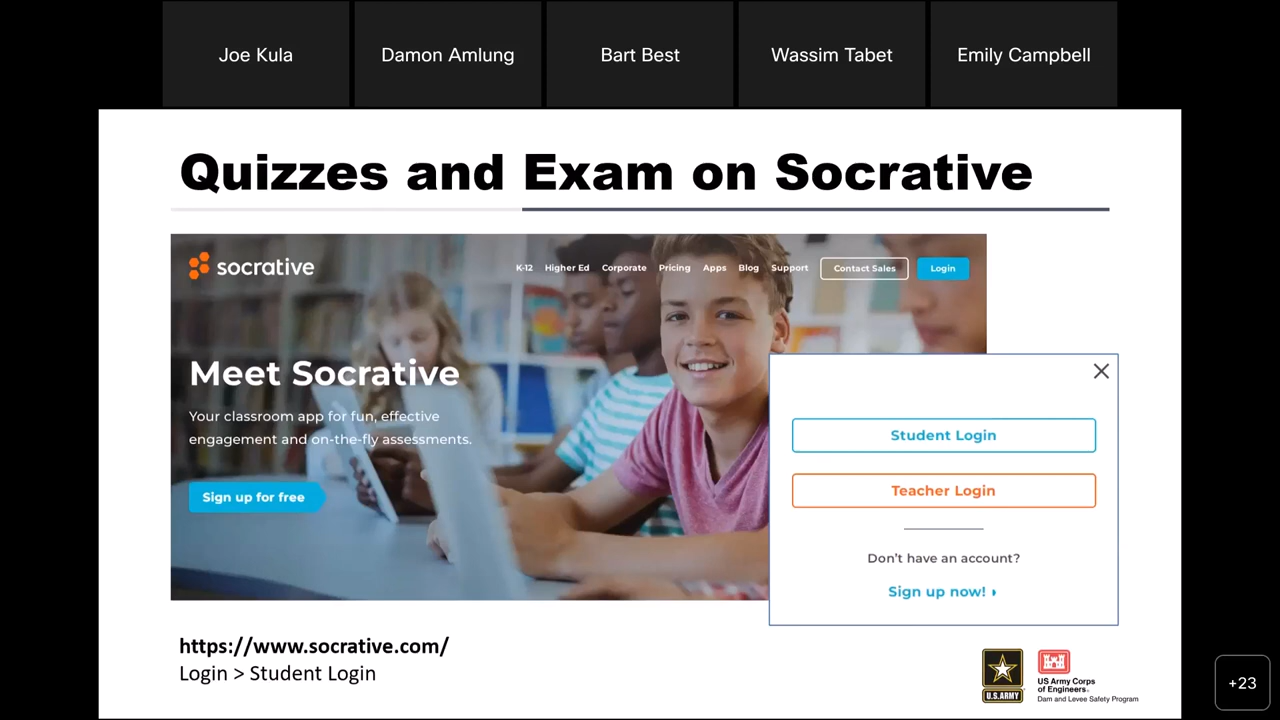 Joe Kula
Damon Amlung
Bart Best
Wassim Tabet
Emily Campbell
Quizzes and Exam on Socrative
socrative
K-12 Higher Ed Corporate Pricing Apps Blog Support Contact Sales Login
Meet Socrative
Your classroom app for fun, effective
engagement and on-the-fly assessments.
Sign up for free
Student Login
Teacher Login
Don't have an account?
Sign up now!
https://www.socrative.com/
Login > Student Login
U.S.ARMY
US Army Corps
of Engineers®
Dam and Levee Safety Program
+23